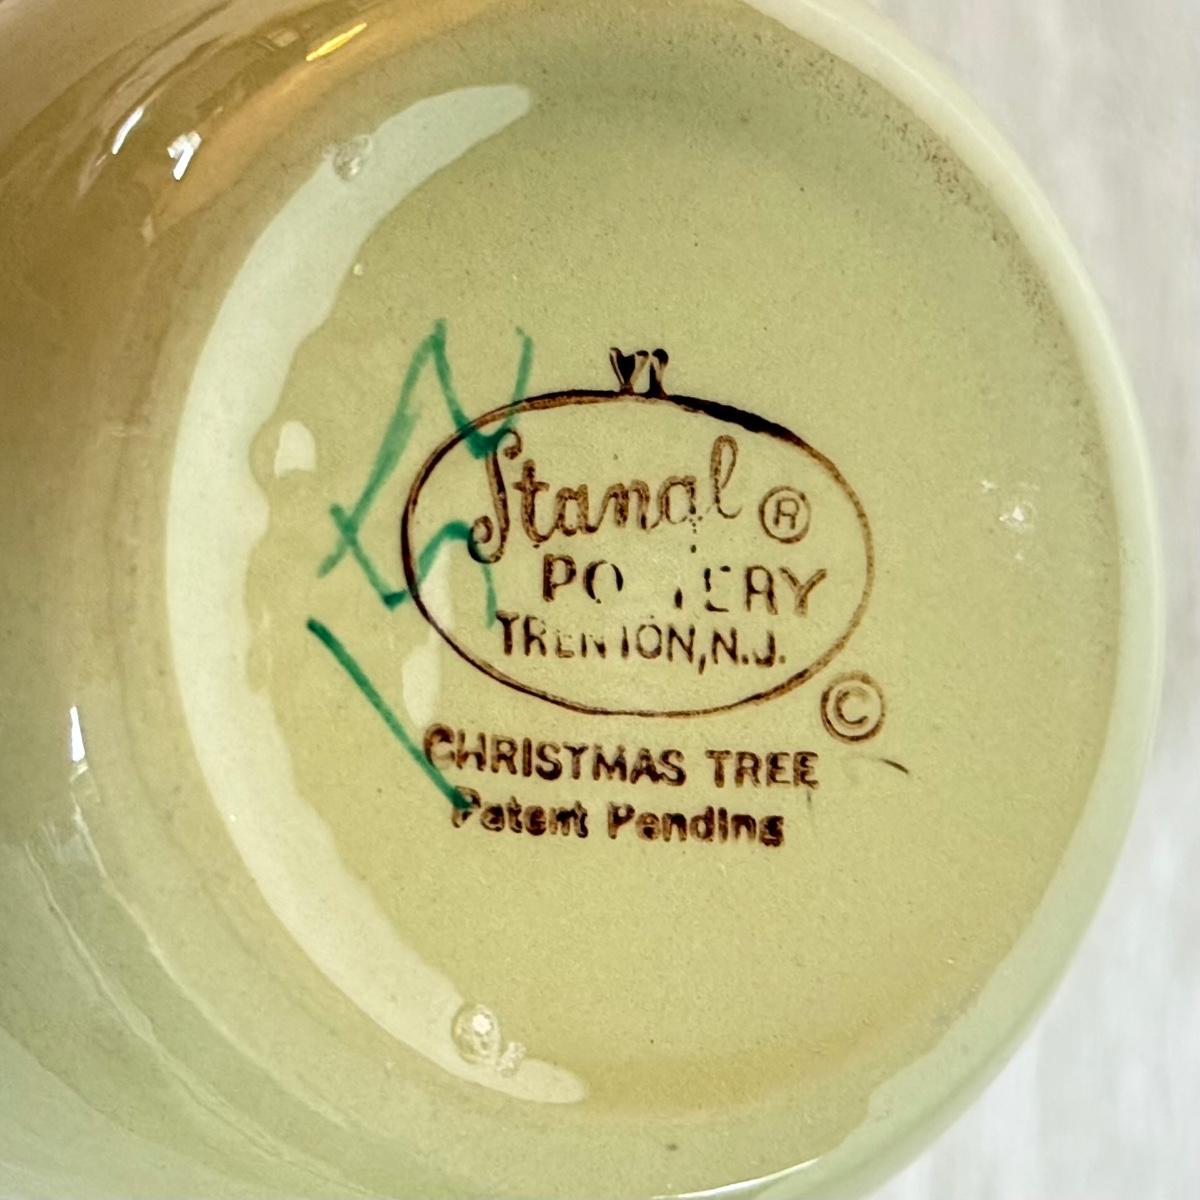 Stangl ®
POTTERY
TRENTON, N.J.
©
CHRISTMAS TREE
Patent Pending